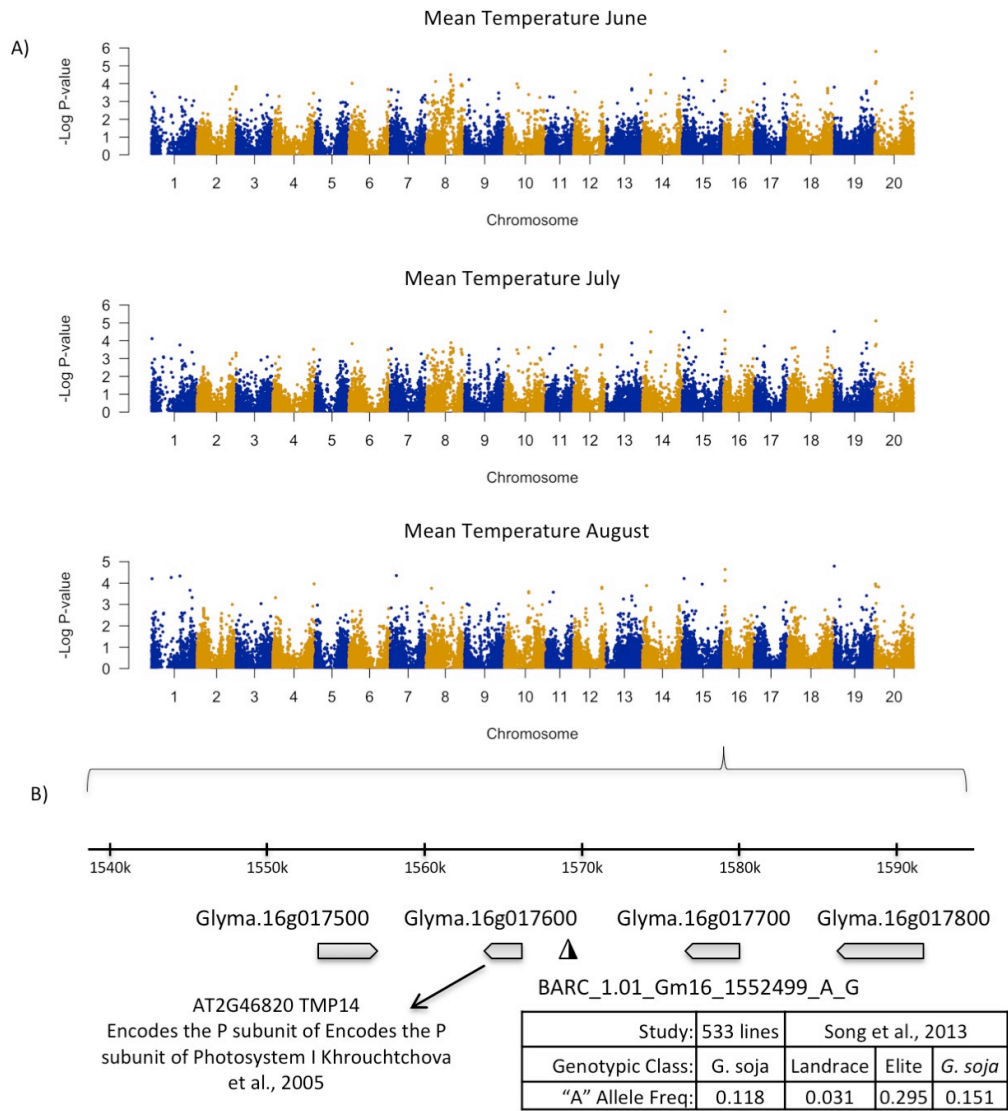 Mean Temperature June
A)
-Log P-value
6
5
4
3
2
1
0
1 2 3 4 5 6 7 8 9 10 11 12 13 14 15 16 17 18 19 20
Chromosome
Mean Temperature July
-Log P-value
6
5
4
3
2
1
0
1 2 3 4 5 6 7 8 9 10 11 12 13 14 15 16 17 18 19 20
Chromosome
Mean Temperature August
-Log P-value
5
4
3
2
1
0
1 2 3 4 5 6 7 8 9 10 11 12 13 14 15 16 17 18 19 20
Chromosome
B)
1540k 1550k 1560k 1570k 1580k 1590k
Glyma.16g017500 Glyma.16g017600 Glyma.16g017700 Glyma.16g017800
BARC_1.01_Gm16_1552499_A_G
AT2G46820 TMP14
Encodes the P subunit of Encodes the P
subunit of Photosystem I Khrouchtchova
et al., 2005
Study: 533 lines Song et al., 2013
Genotypic Class: G. soja Landrace Elite G. soja
“A” Allele Freq: 0.118 0.031 0.295 0.151